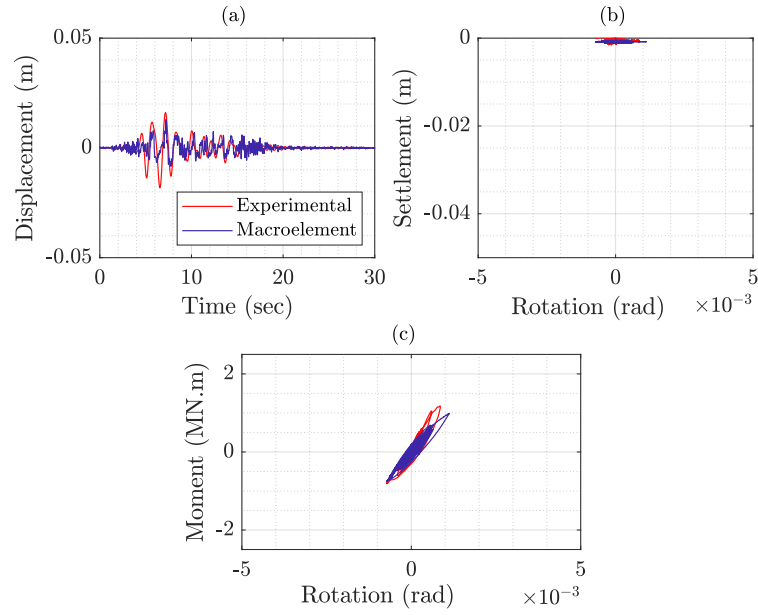 (a)
Displacement (m)
0.05
0
-0.05
Experimental
Macroelement
0 10 20 30
Time (sec)
(b)
Settlement (m)
0
-0.02
-0.04
-5 0 5
Rotation (rad) ×10⁻³
(c)
Moment (MN.m)
2
0
-2
-5 0 5
Rotation (rad) ×10⁻³